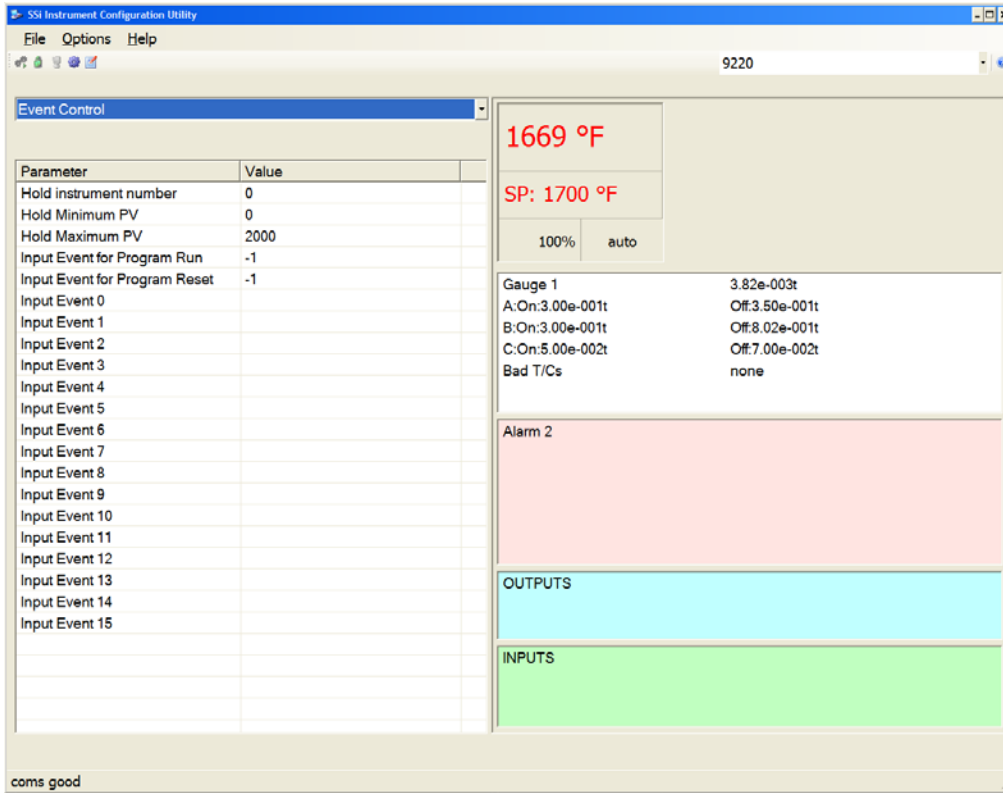 SSi Instrument Configuration Utility
File Options Help
9220
Event Control
Parameter Value
Hold instrument number 0
Hold Minimum PV 0
Hold Maximum PV 2000
Input Event for Program Run -1
Input Event for Program Reset -1
Input Event 0
Input Event 1
Input Event 2
Input Event 3
Input Event 4
Input Event 5
Input Event 6
Input Event 7
Input Event 8
Input Event 9
Input Event 10
Input Event 11
Input Event 12
Input Event 13
Input Event 14
Input Event 15
1669 °F
SP: 1700 °F
100% auto
Gauge 1 3.82e-003t
A:On:3.00e-001t Off:3.50e-001t
B:On:3.00e-001t Off:8.02e-001t
C:On:5.00e-002t Off:7.00e-002t
Bad T/Cs none
Alarm 2
OUTPUTS
INPUTS
coms good